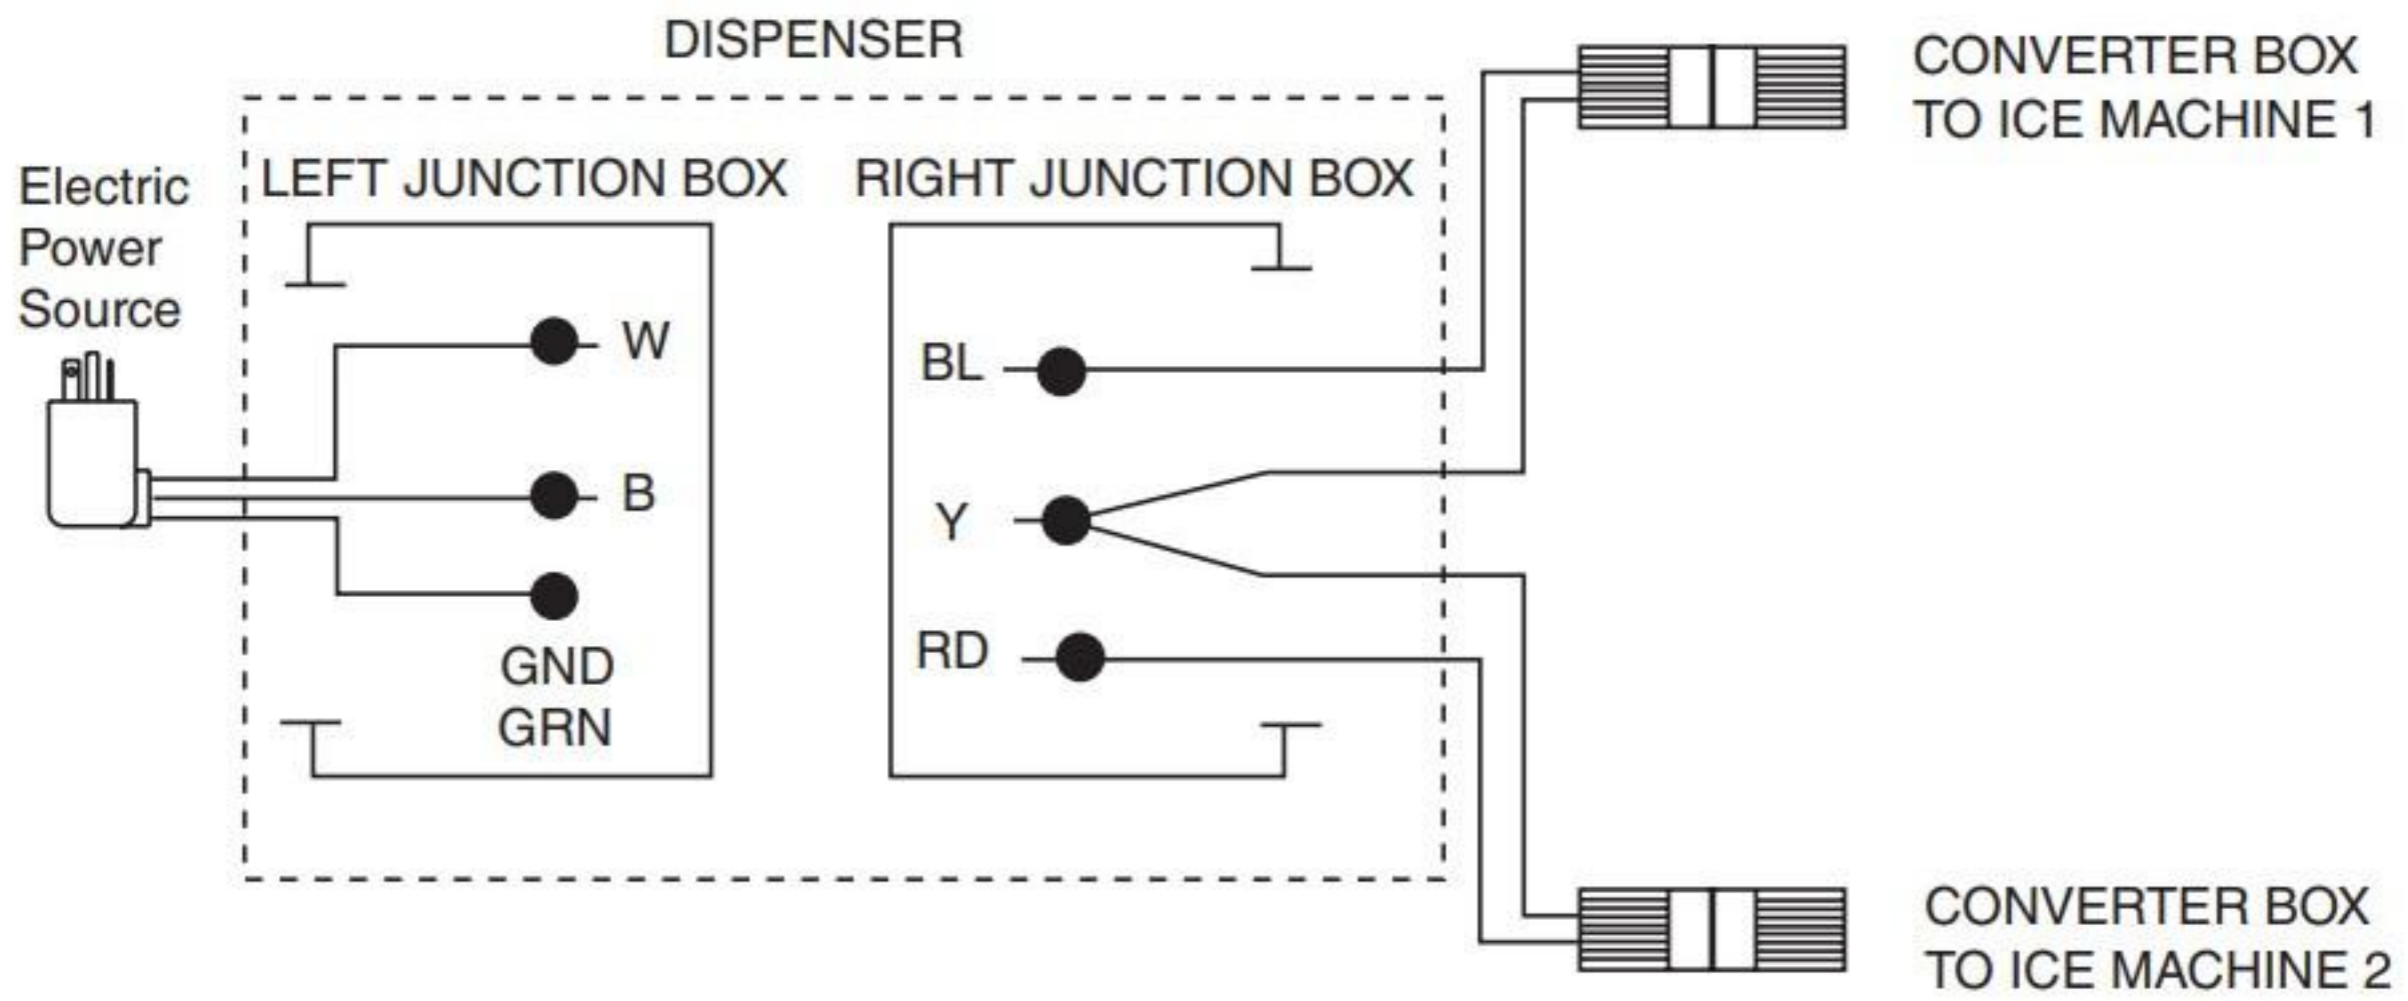 DISPENSER
CONVERTER BOX
TO ICE MACHINE 1
Electric
Power
Source
LEFT JUNCTION BOX
RIGHT JUNCTION BOX
W
B
GND
GRN
BL
Y
RD
CONVERTER BOX
TO ICE MACHINE 2